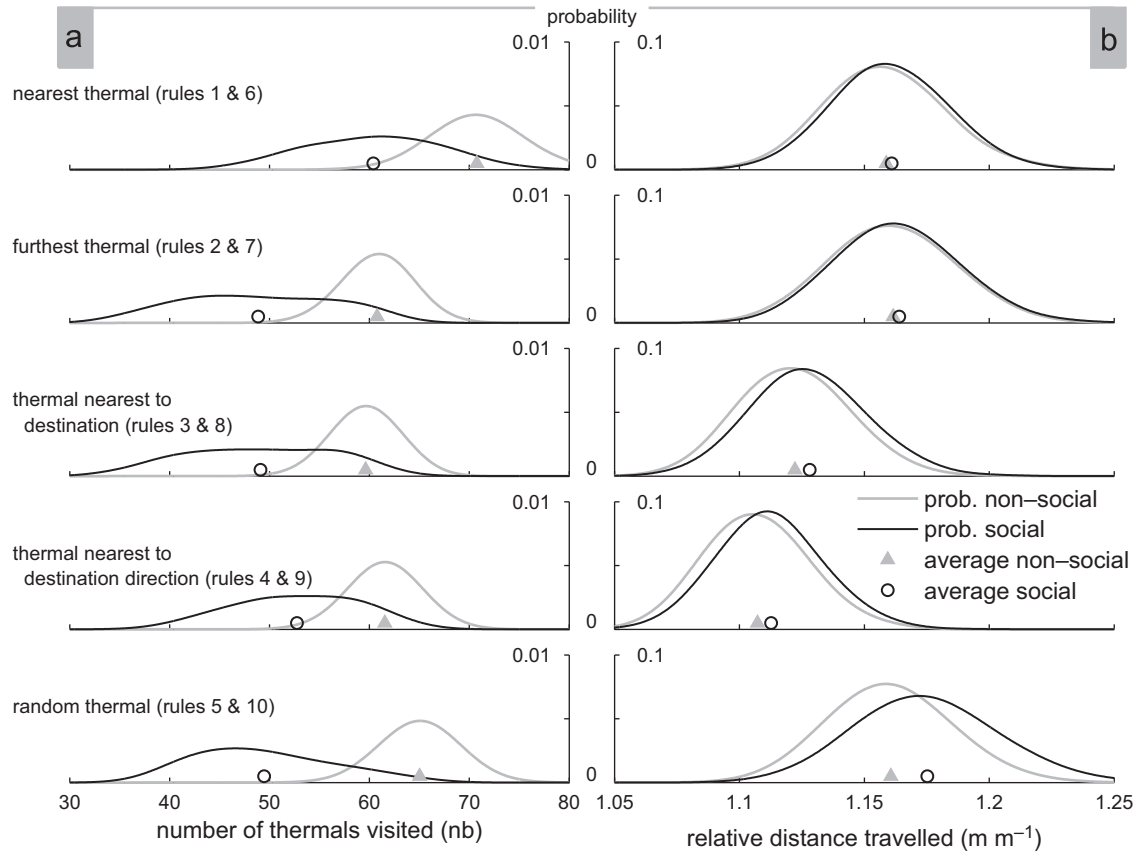 probability
a
b
0.01
0.1
nearest thermal (rules 1 & 6)
0
0.01
0.1
furthest thermal (rules 2 & 7)
0
0.01
0.1
thermal nearest to
destination (rules 3 & 8)
0
0.01
0.1
prob. non–social
prob. social
average non–social
average social
thermal nearest to
destination direction (rules 4 & 9)
0
0.01
0.1
random thermal (rules 5 & 10)
0
30 40 50 60 70 80
1.05 1.1 1.15 1.2 1.25
number of thermals visited (nb)
relative distance travelled (m m–1)